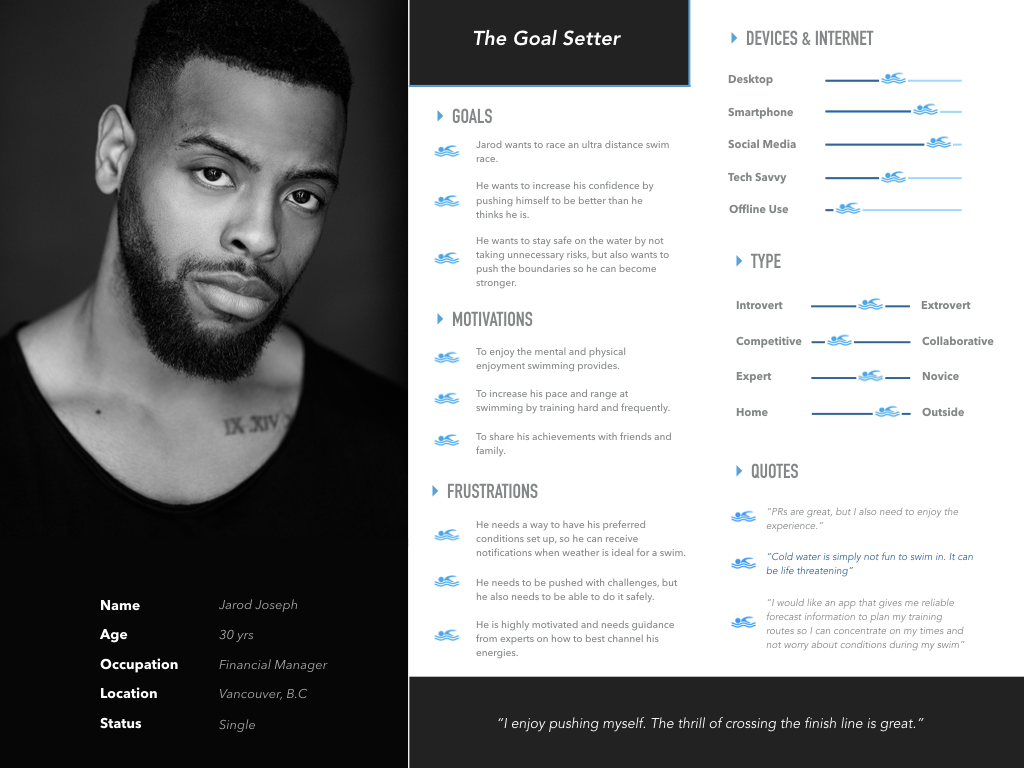 The Goal Setter
GOALS
Jarod wants to race an ultra distance swim
race.
He wants to increase his confidence by
pushing himself to be better than he
thinks he is.
He wants to stay safe on the water by not
taking unnecessary risks, but also wants to
push the boundaries so he can become
stronger.
MOTIVATIONS
To enjoy the mental and physical
enjoyment swimming provides.
To increase his pace and range at
swimming by training hard and frequently.
To share his achievements with friends and
family.
FRUSTRATIONS
He needs a way to have his preferred
conditions set up, so he can receive
notifications when weather is ideal for a swim.
He needs to be pushed with challenges, but
he also needs to be able to do it safely.
He is highly motivated and needs guidance
from experts on how to best channel his
energies.
DEVICES & INTERNET
Desktop
Smartphone
Social Media
Tech Savvy
Offline Use
TYPE
Introvert Extrovert
Competitive Collaborative
Expert Novice
Home Outside
QUOTES
“PRs are great, but I also need to enjoy the
experience.”
“Cold water is simply not fun to swim in. It can
be life threatening”
“I would like an app that gives me reliable
forecast information to plan my training
routes so I can concentrate on my times and
not worry about conditions during my swim”
IX XIV
Name Jarod Joseph
Age 30 yrs
Occupation Financial Manager
Location Vancouver, B.C
Status Single
“I enjoy pushing myself. The thrill of crossing the finish line is great.”